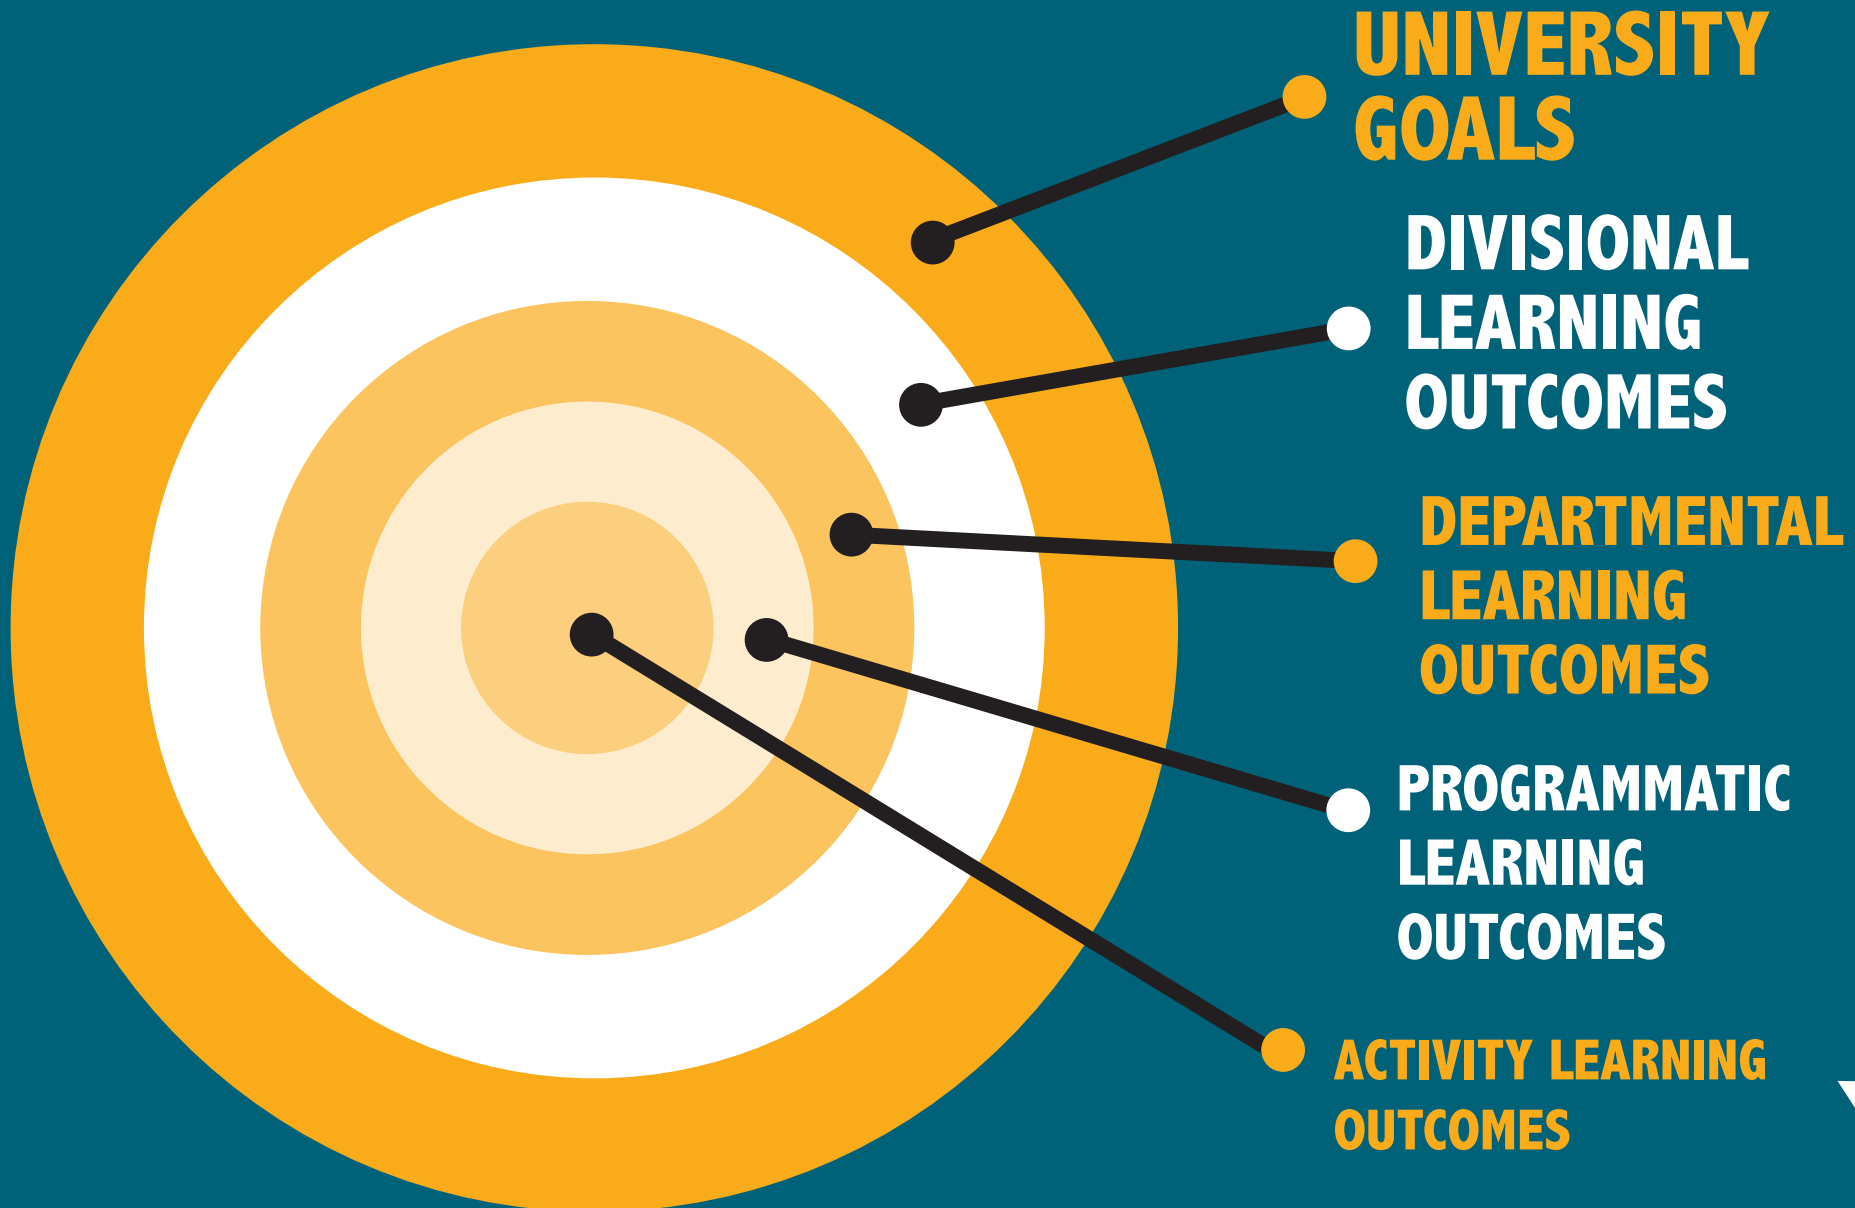 UNIVERSITY
GOALS
DIVISIONAL
LEARNING
OUTCOMES
DEPARTMENTAL
LEARNING
OUTCOMES
PROGRAMMATIC
LEARNING
OUTCOMES
ACTIVITY LEARNING
OUTCOMES